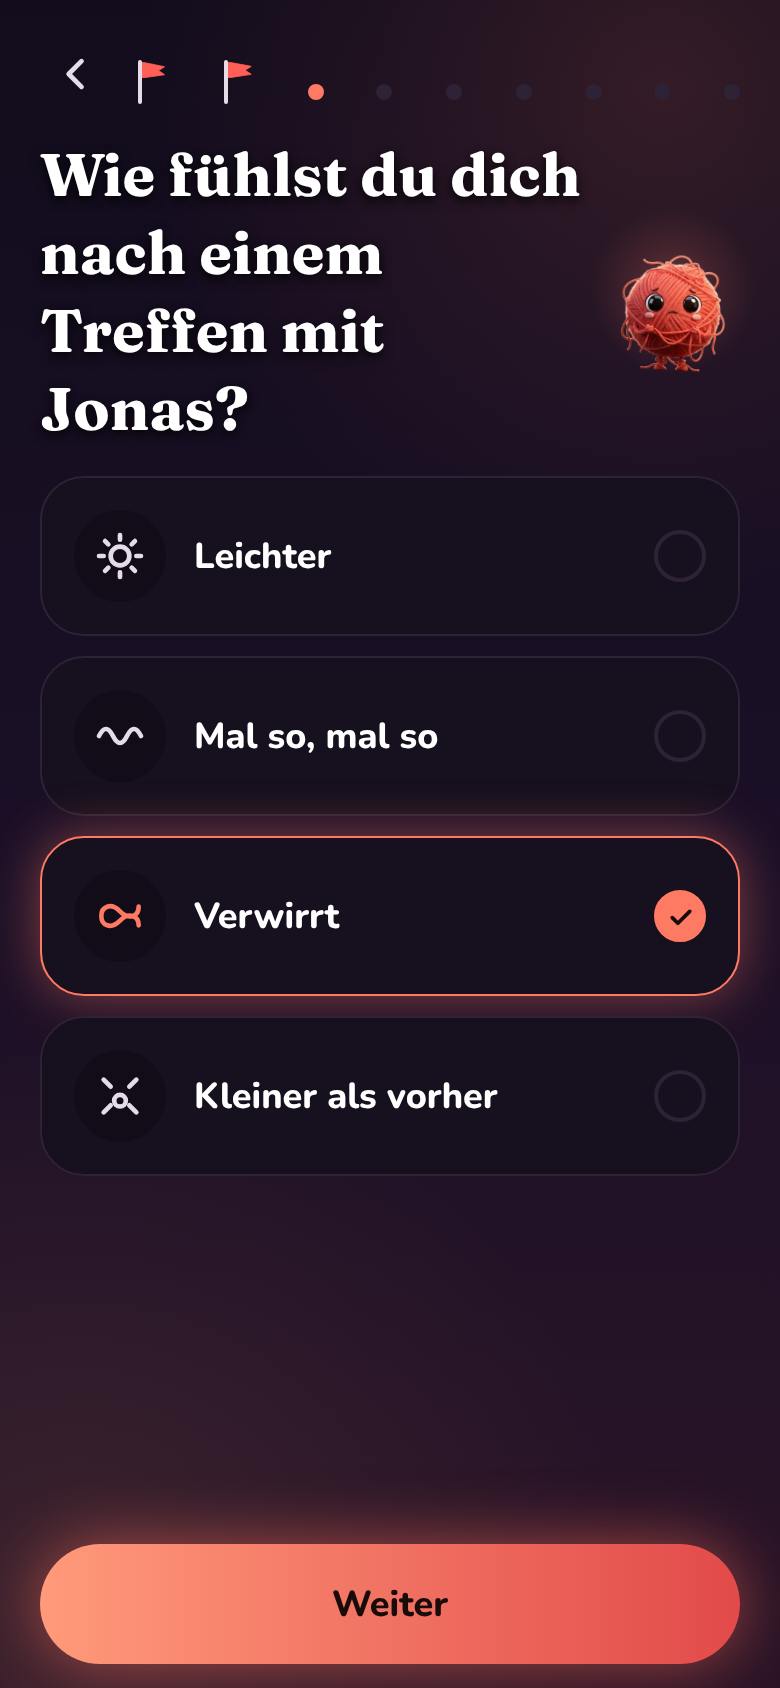 Wie fühlst du dich
nach einem
Treffen mit
Jonas?
Leichter
Mal so, mal so
Verwirrt
Kleiner als vorher
Weiter